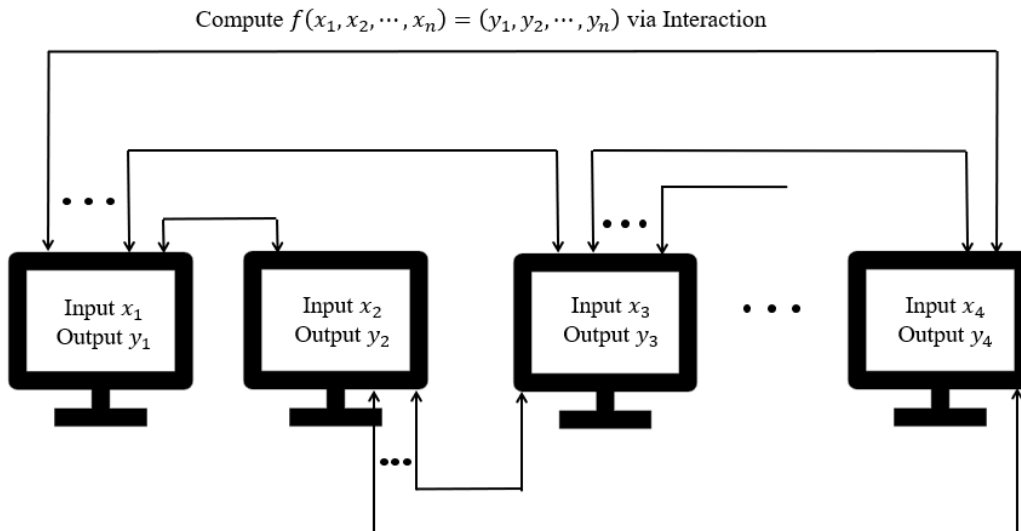 Compute 𝑓(𝑥₁, 𝑥₂, ⋯, 𝑥ₙ) = (𝑦₁, 𝑦₂, ⋯, 𝑦ₙ) via Interaction
Input 𝑥₁
Output 𝑦₁
Input 𝑥₂
Output 𝑦₂
Input 𝑥₃
Output 𝑦₃
Input 𝑥₄
Output 𝑦₄